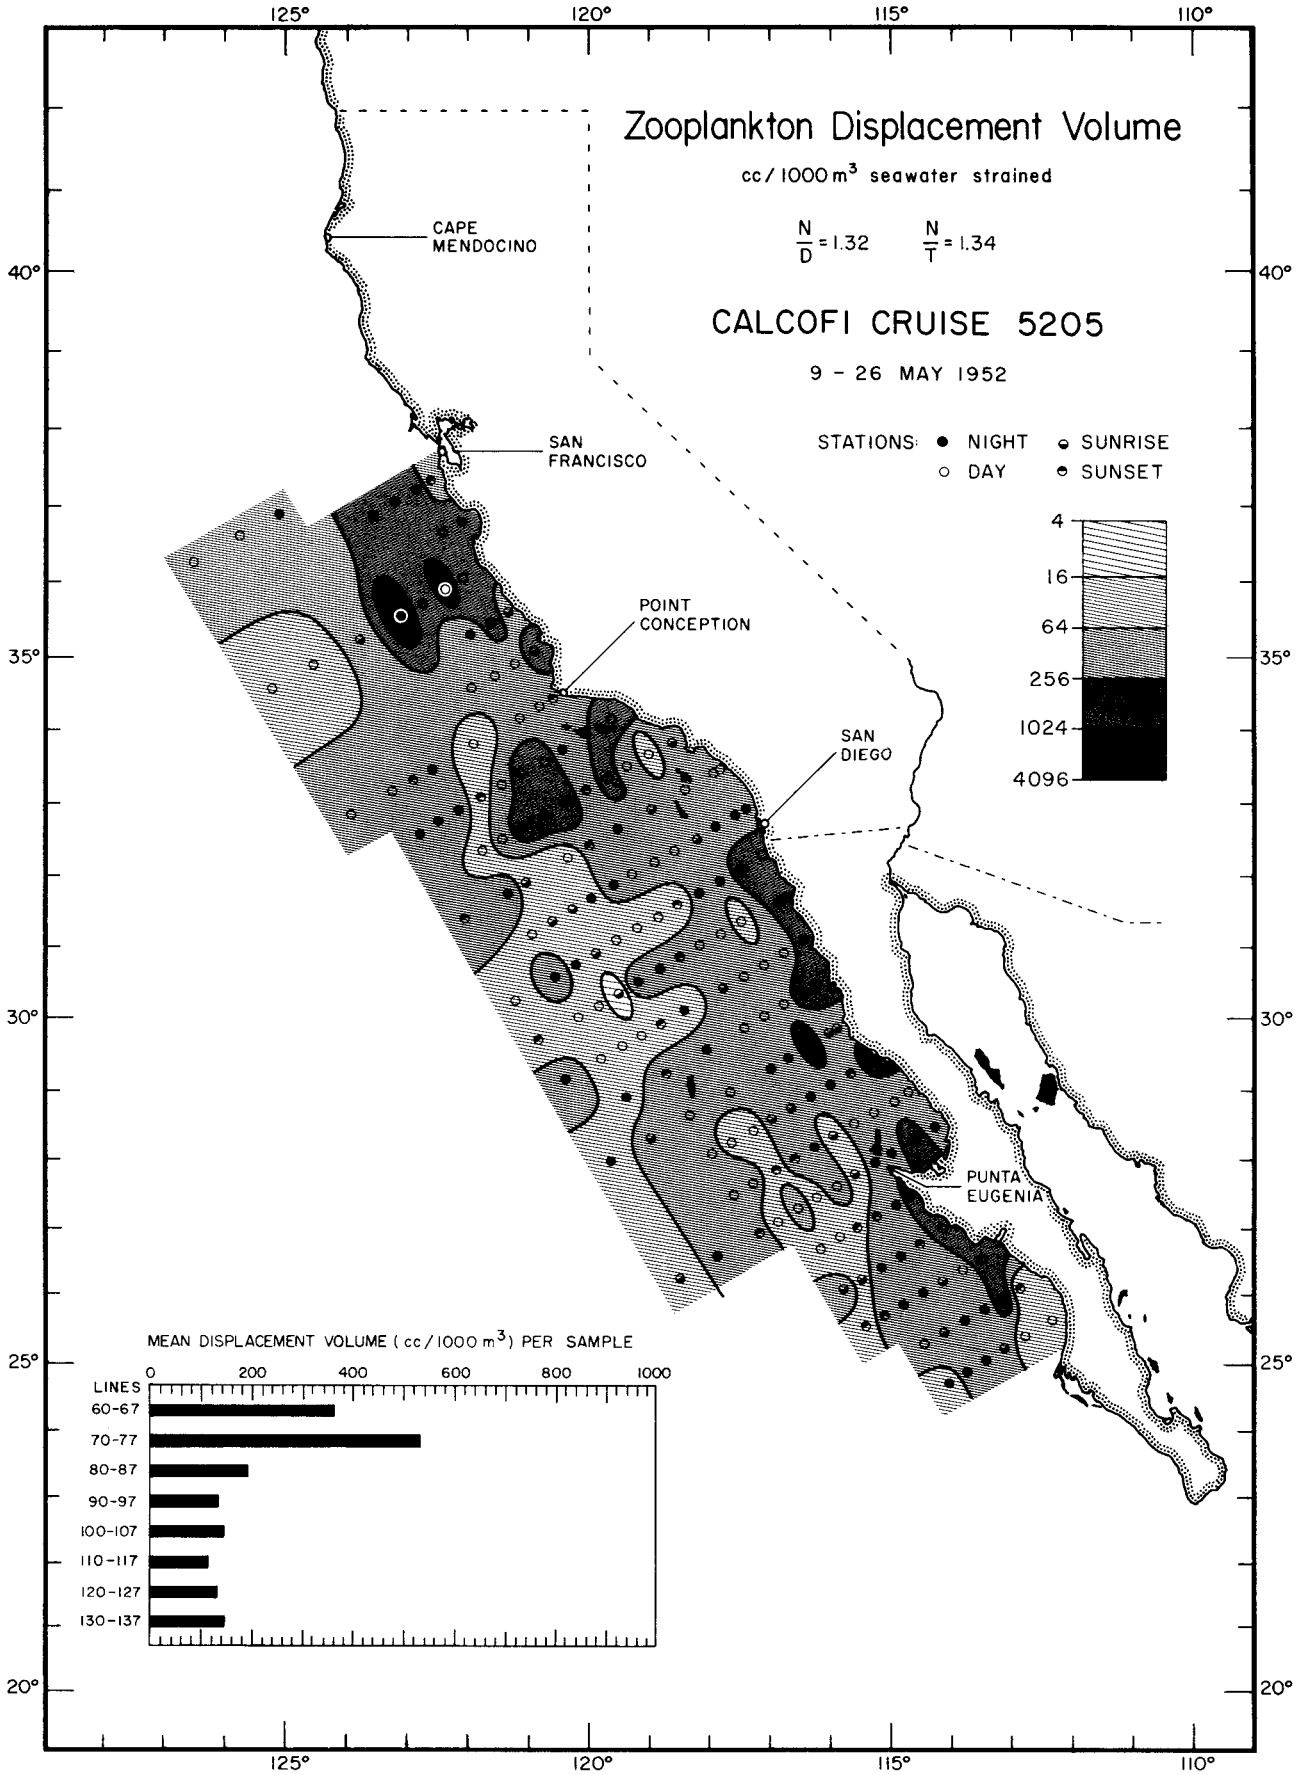 125° 120° 115° 110°
Zooplankton Displacement Volume
cc/1000 m³ seawater strained
N/D = 1.32 N/T = 1.34
CALCOFI CRUISE 5205
9 - 26 MAY 1952
STATIONS: ● NIGHT SUNRISE
○ DAY SUNSET
CAPE
MENDOCINO
40° 40°
SAN
FRANCISCO
4
16
64
256
1024
4096
POINT
CONCEPTION
35° 35°
SAN
DIEGO
30° 30°
PUNTA
EUGENIA
25° 25°
MEAN DISPLACEMENT VOLUME (cc/1000 m³) PER SAMPLE
0 200 400 600 800 1000
LINES
60-67
70-77
80-87
90-97
100-107
110-117
120-127
130-137
20° 20°
125° 120° 115° 110°